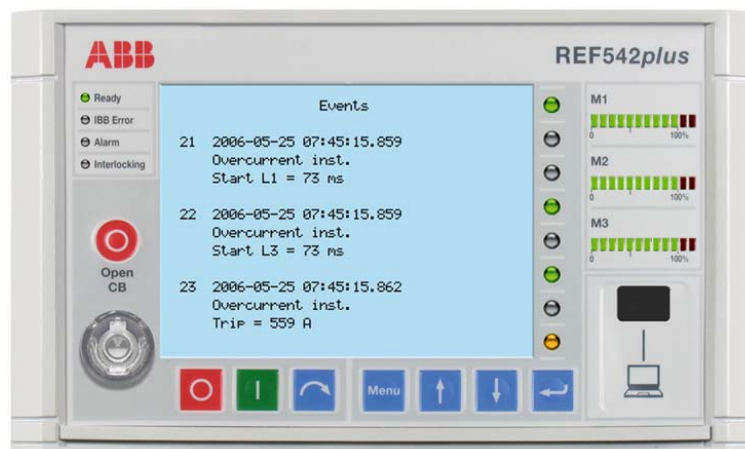 ABB
REF542plus
Ready
IBB Error
Alarm
Interlocking
Open
CB
Events
21 2006-05-25 07:45:15.859
Overcurrent inst.
Start L1 = 73 ms
22 2006-05-25 07:45:15.859
Overcurrent inst.
Start L3 = 73 ms
23 2006-05-25 07:45:15.862
Overcurrent inst.
Trip = 559 A
M1
0 100%
M2
0 100%
M3
0 100%
Menu